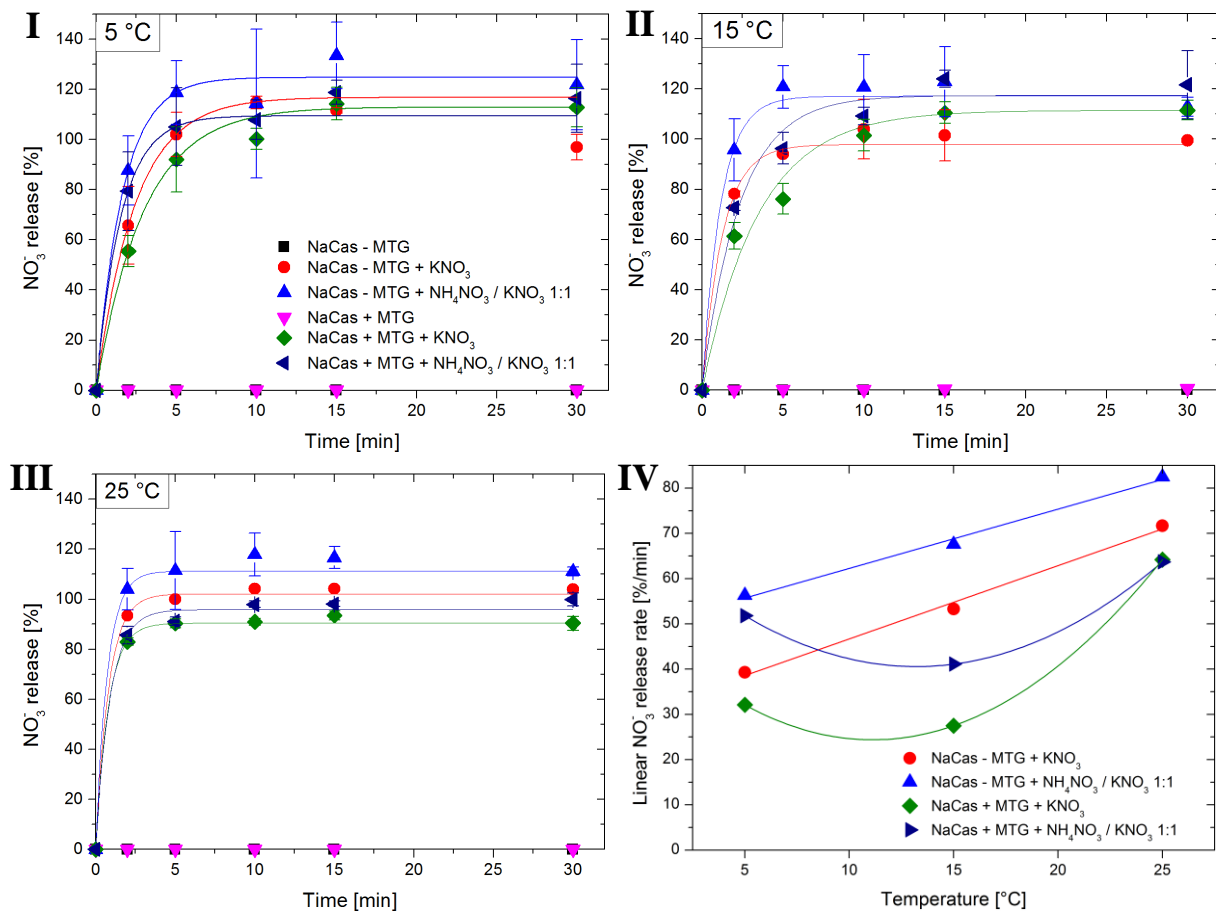 I
5 °C
140
120
100
80
60
40
20
0
NO₃⁻ release [%]
NaCas - MTG
NaCas - MTG + KNO₃
NaCas - MTG + NH₄NO₃ / KNO₃ 1:1
NaCas + MTG
NaCas + MTG + KNO₃
NaCas + MTG + NH₄NO₃ / KNO₃ 1:1
0 5 10 15 20 25 30
Time [min]
II
15 °C
140
120
100
80
60
40
20
0
NO₃⁻ release [%]
0 5 10 15 20 25 30
Time [min]
III
25 °C
140
120
100
80
60
40
20
0
NO₃⁻ release [%]
0 5 10 15 20 25 30
Time [min]
IV
80
70
60
50
40
30
20
10
0
Linear NO₃⁻ release rate [%/min]
NaCas - MTG + KNO₃
NaCas - MTG + NH₄NO₃ / KNO₃ 1:1
NaCas + MTG + KNO₃
NaCas + MTG + NH₄NO₃ / KNO₃ 1:1
5 10 15 20 25
Temperature [°C]